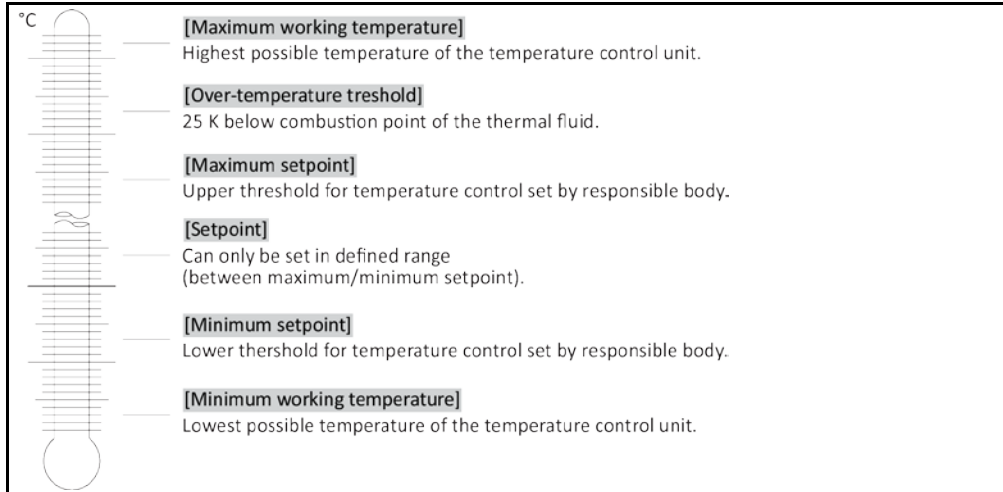 °C
[Maximum working temperature]
Highest possible temperature of the temperature control unit.
[Over-temperature treshold]
25 K below combustion point of the thermal fluid.
[Maximum setpoint]
Upper threshold for temperature control set by responsible body.
[Setpoint]
Can only be set in defined range
(between maximum/minimum setpoint).
[Minimum setpoint]
Lower thershold for temperature control set by responsible body.
[Minimum working temperature]
Lowest possible temperature of the temperature control unit.